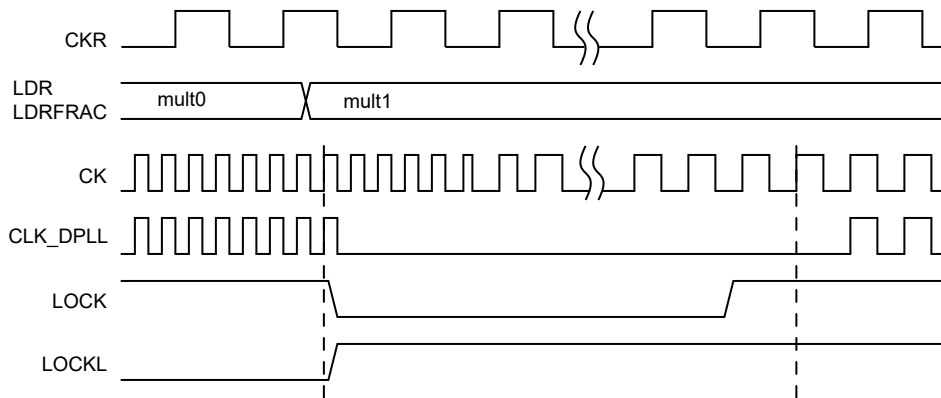 CKR
LDR
LDRFRAC
mult0
mult1
CK
CLK_DPLL
LOCK
LOCKL